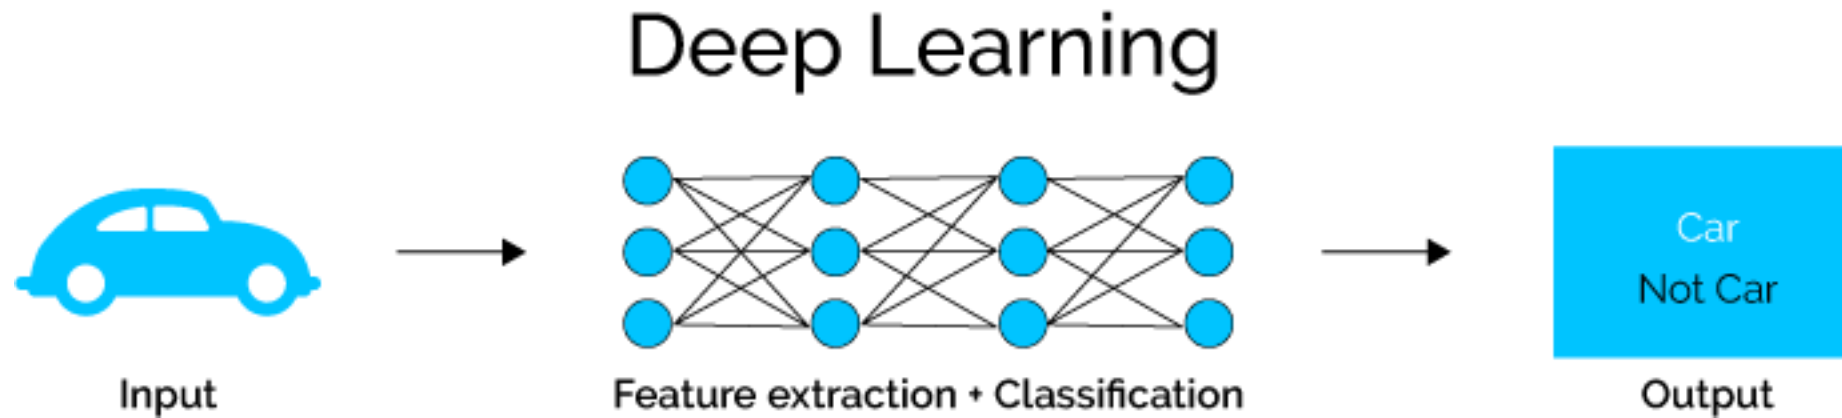 Deep Learning
Car
Not Car
Input
Feature extraction + Classification
Output